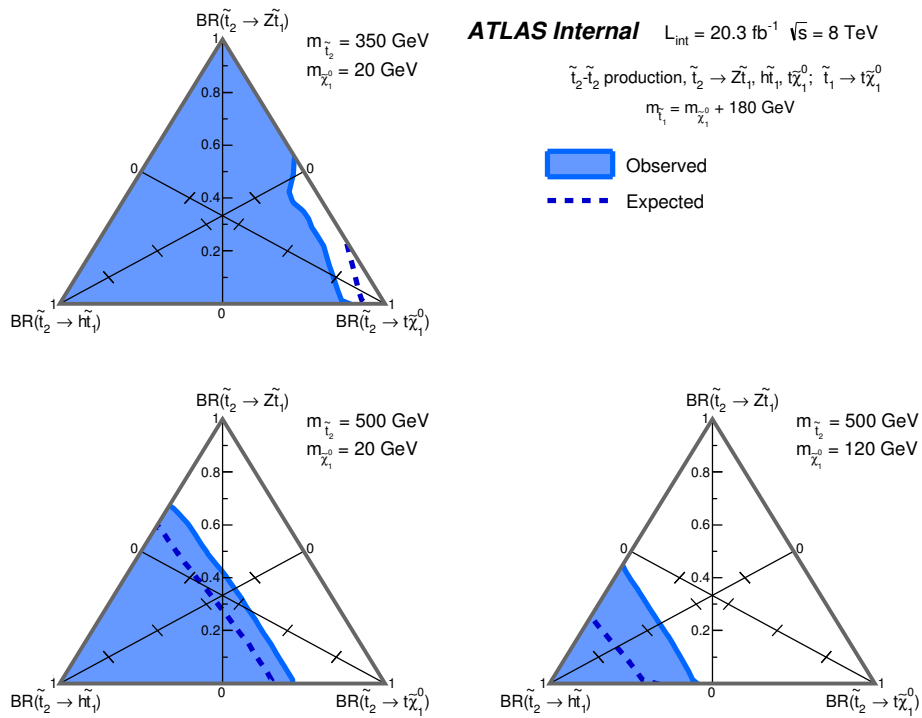 BR(t̃₂ → Zt̃₁)
m_t̃₂ = 350 GeV
m_χ̃₁⁰ = 20 GeV
1
0.8
0.6
0.4
0.2
0
0
1
0
1
BR(t̃₂ → ht̃₁)
BR(t̃₂ → tχ̃₁⁰)
ATLAS Internal L_int = 20.3 fb⁻¹ √s = 8 TeV
t̃₂-t̃₂ production, t̃₂ → Zt̃₁, ht̃₁, tχ̃₁⁰; t̃₁ → tχ̃₁⁰
m_t̃₁ = m_χ̃₁⁰ + 180 GeV
Observed
Expected
BR(t̃₂ → Zt̃₁)
m_t̃₂ = 500 GeV
m_χ̃₁⁰ = 20 GeV
1
0.8
0.6
0.4
0.2
0
0
1
0
1
BR(t̃₂ → ht̃₁)
BR(t̃₂ → tχ̃₁⁰)
BR(t̃₂ → Zt̃₁)
m_t̃₂ = 500 GeV
m_χ̃₁⁰ = 120 GeV
1
0.8
0.6
0.4
0.2
0
0
1
0
1
BR(t̃₂ → ht̃₁)
BR(t̃₂ → tχ̃₁⁰)